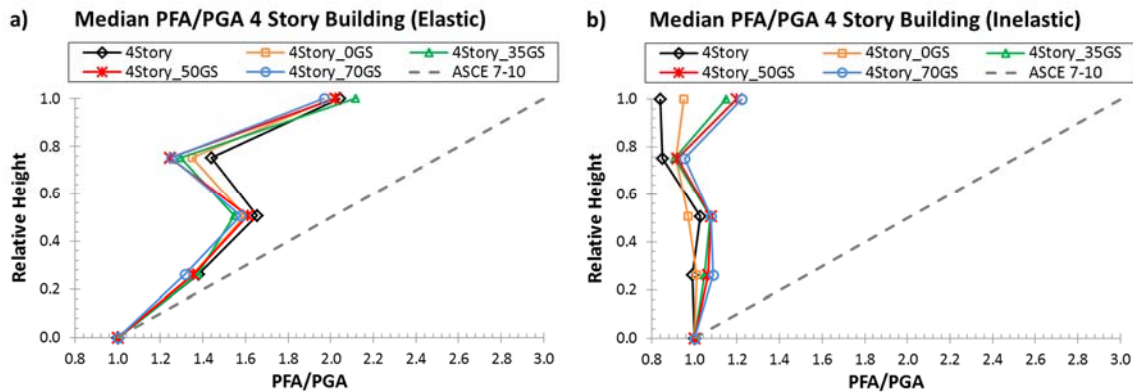 a) Median PFA/PGA 4 Story Building (Elastic)
4Story 4Story_0GS 4Story_35GS
4Story_50GS 4Story_70GS ASCE 7-10
1.0
0.8
0.6
0.4
0.2
0.0
Relative Height
0.8 1.0 1.2 1.4 1.6 1.8 2.0 2.2 2.4 2.6 2.8 3.0
PFA/PGA
b) Median PFA/PGA 4 Story Building (Inelastic)
4Story 4Story_0GS 4Story_35GS
4Story_50GS 4Story_70GS ASCE 7-10
1.0
0.8
0.6
0.4
0.2
0.0
Relative Height
0.8 1.0 1.2 1.4 1.6 1.8 2.0 2.2 2.4 2.6 2.8 3.0
PFA/PGA